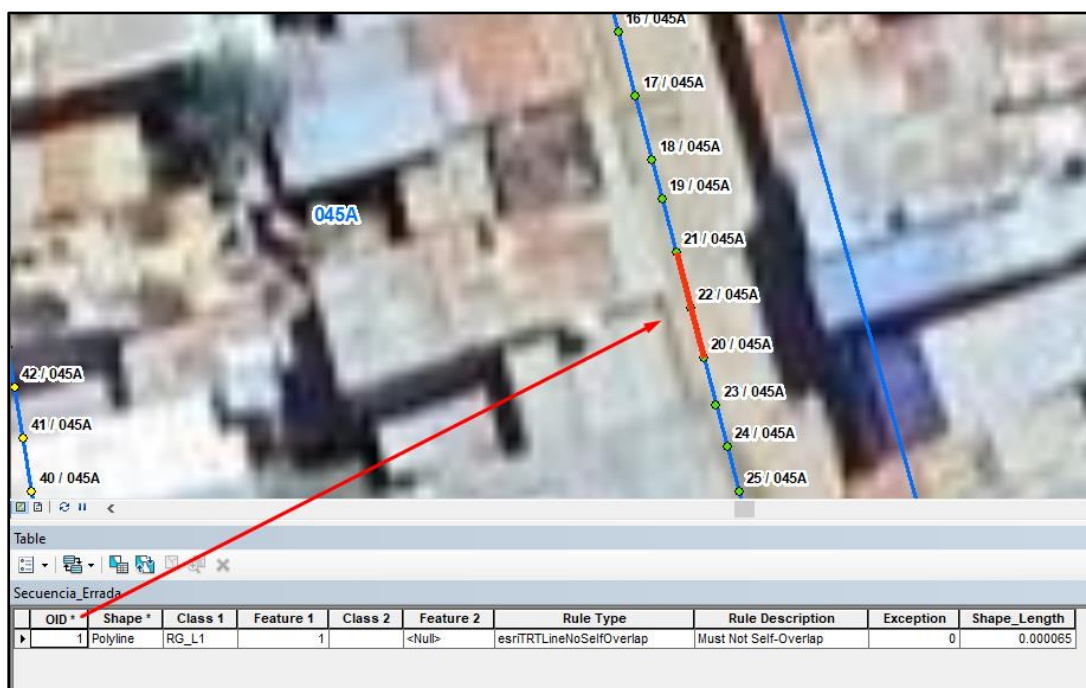 16 / 045A
17 / 045A
18 / 045A
19 / 045A
045A
21 / 045A
22 / 045A
20 / 045A
42 / 045A
23 / 045A
41 / 045A
24 / 045A
40 / 045A
25 / 045A
Table
Secuencia_Errada
OID * Shape * Class 1 Feature 1 Class 2 Feature 2 Rule Type Rule Description Exception Shape_Length
1 Polyline RG_L1 1 <Null> esriTRTLineNoSelfOverlap Must Not Self-Overlap 0 0.000065